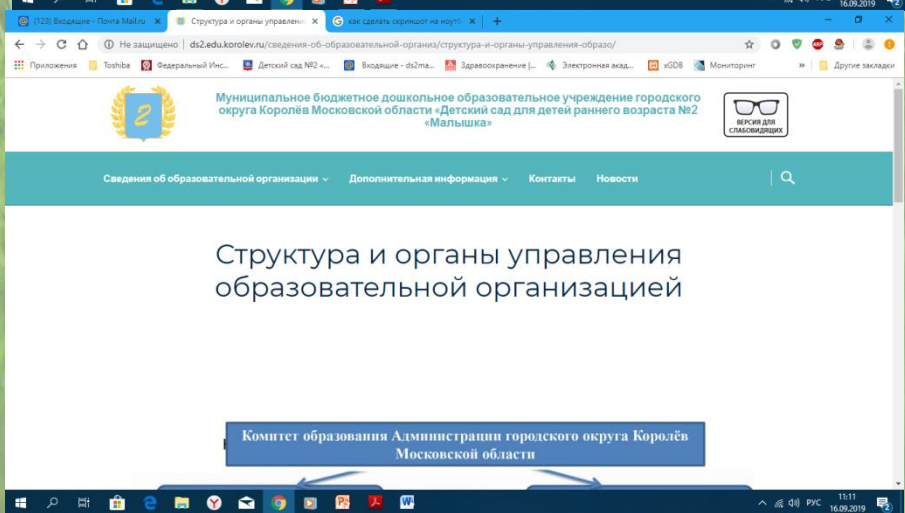 16.09.2019
(123) Входящие - Почта Mail.ru
Структура и органы управлени
как сделать скриншот на ноутб
Не защищено | ds2.edu.korolev.ru/сведения-об-образовательной-организ/структура-и-органы-управления-образо/
Приложения Toshiba Федеральный Инс... Детский сад №2 «... Входящие - ds2ma... Здравоохранение |... Электронная акад... xGDB Мониторинг » Другие закладки
2
Муниципальное бюджетное дошкольное образовательное учреждение городского
округа Королёв Московской области «Детский сад для детей раннего возраста №2
«Малышка»
ВЕРСИЯ ДЛЯ
СЛАБОВИДЯЩИХ
Сведения об образовательной организации Дополнительная информация Контакты Новости
Структура и органы управления
образовательной организацией
Комитет образования Администрации городского округа Королёв
Московской области
РУС
11:11
16.09.2019